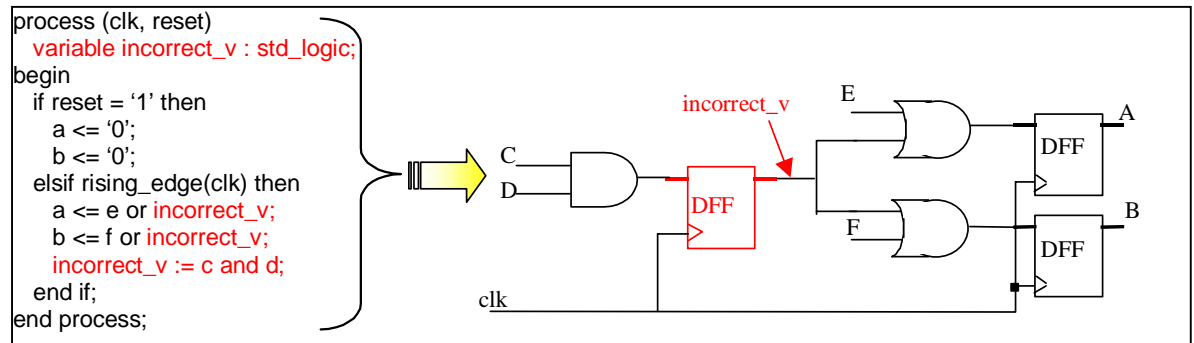 process (clk, reset)
variable incorrect_v : std_logic;
begin
if reset = ‘1’ then
a <= ‘0’;
b <= ‘0’;
elsif rising_edge(clk) then
a <= e or incorrect_v;
b <= f or incorrect_v;
incorrect_v := c and d;
end if;
end process;
incorrect_v
E
A
C
DFF
D
DFF
B
F
DFF
clk